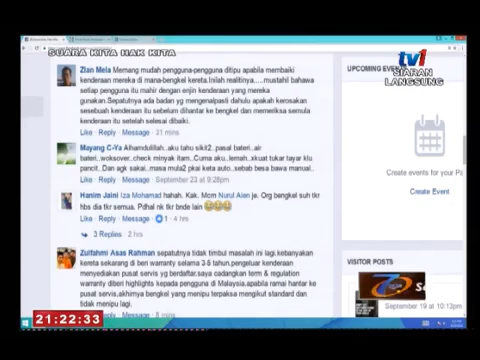 SUARA KITA HAK KITA
tv1
SIARAN
LANGSUNG
Zian Mela Memang mudah pengguna-pengguna ditipu apabila membaiki
kenderaan mereka di mana-bengkel kereta. Inilah realitinya.....mustahil bahawa
setiap pengguna itu mahir dengan enjin kenderaan yang mereka
gunakan.Sepatutnya ada badan yg mengenalpasti dahulu apakah kerosakan
sesebuah kenderaan itu sebelum dihantar ke bengkel dan memeriksa semula
kenderaan itu setelah selesai dibaiki.
Like · Reply · Message · 31 mins
Mayang C-Ya Alhamdulillah..aku tahu sikit2. pasal bateri..air
bateri..woksover..check minyak itam..Cuma aku..lemah..xkuat tukar tayar klu
pancit. Dan agk sakai..masa mula2 pkai keta auto..sebab besa bawa manual..
Like · Reply · Message · September 23 at 9:28pm
Hanim Jaini Iza Mohamad hahah. Kak. Mcm Nurul Aien je. Org bengkel suh tkr
hbs dia tkr semua. Pdhal nk tkr bnde lain 😂😂😂
Like · Reply · Message · 1 · 4 hrs
3 Replies · 2 hrs
Zulfahmi Asas Rahman sepatutnya tidak timbul masalah ini lagi.kebanyakan
kereta sekarang di beri warranty selama 3-5 tahun.pengeluar kenderaan
menyediakan pusat servis yg berdaftar.saya cadangkan term & regulation
warranty diberi highlights kepada pengguna di Malaysia.apabila ramai hantar ke
pusat servis,akhirnya bengkel yang menipu terpaksa mengikut standard dan
tidak menipu lagi.
Like · Reply · Message · 8 mins
UPCOMING EVENTS
Create events for your Pa
Create Event
VISITOR POSTS
September 19 at 10:13pm
21:22:33